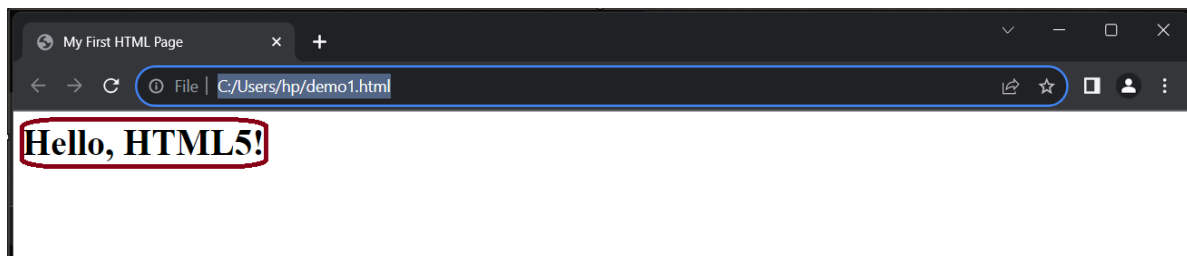 My First HTML Page
File | C:/Users/hp/demo1.html
Hello, HTML5!